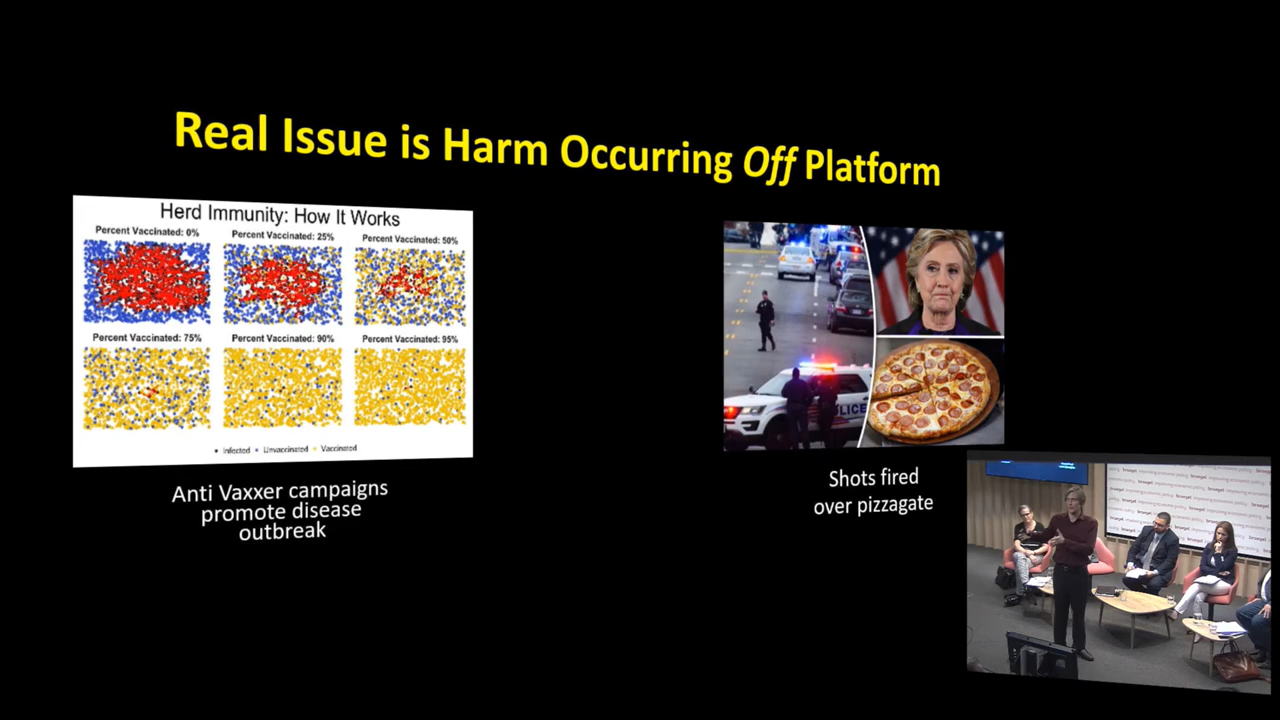 Real Issue is Harm Occurring Off Platform
Herd Immunity: How It Works
Percent Vaccinated: 0%
Percent Vaccinated: 25%
Percent Vaccinated: 50%
Percent Vaccinated: 75%
Percent Vaccinated: 90%
Percent Vaccinated: 95%
Infected
Unvaccinated
Vaccinated
Anti Vaxxer campaigns
promote disease
outbreak
LICE
Shots fired
over pizzagate
bruegel